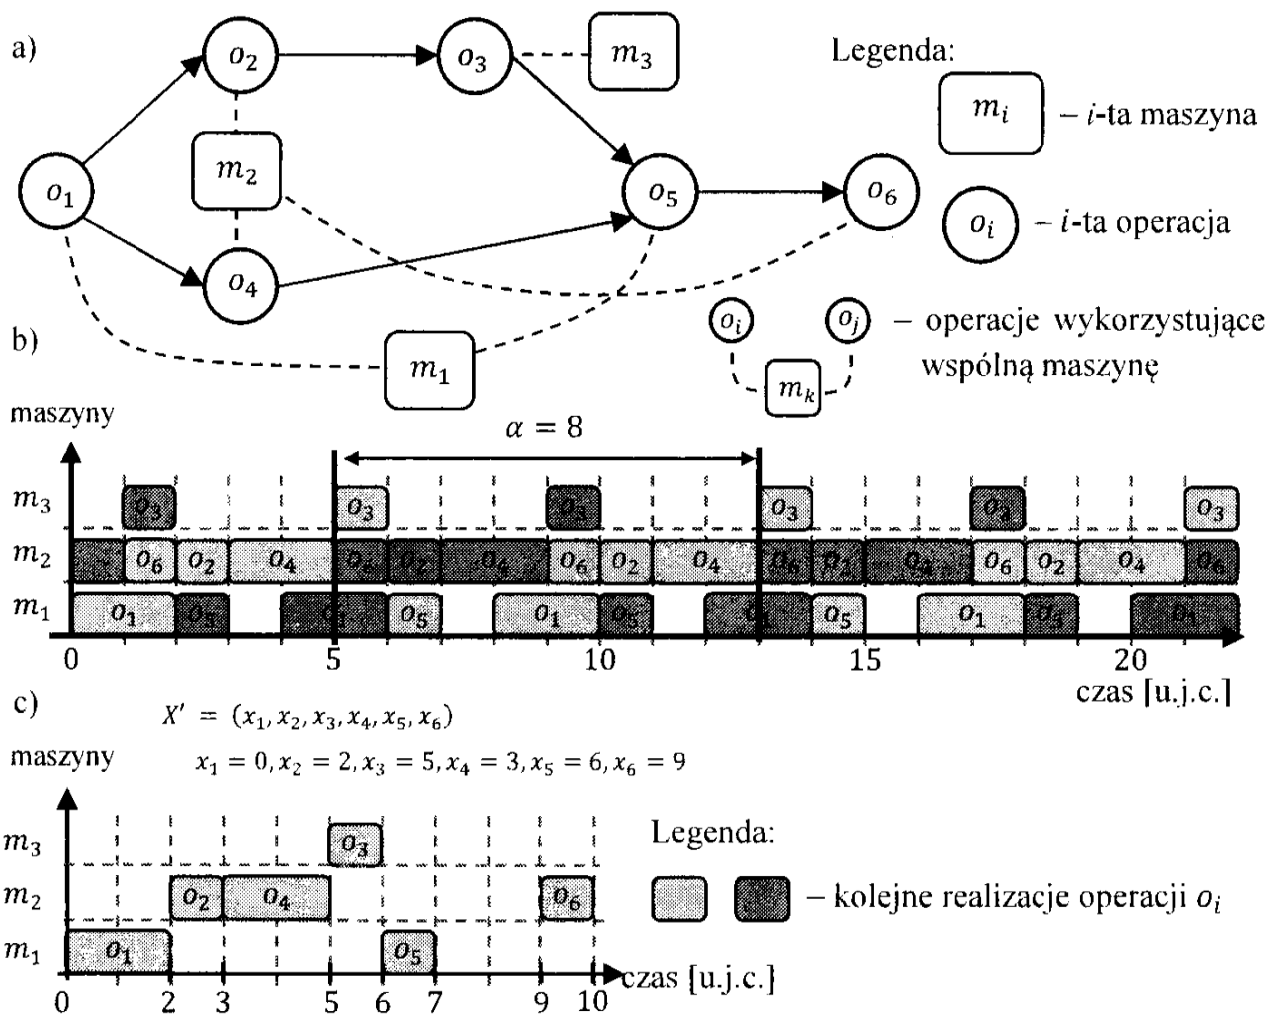 a)
o₂
o₃
m₃
Legenda:
mᵢ – i-ta maszyna
m₂
o₁
o₅
o₆
oᵢ – i-ta operacja
o₄
oᵢ oⱼ – operacje wykorzystujące
wspólną maszynę
mₖ
m₁
b)
maszyny
α = 8
m₃ o₃ o₃ o₃ o₃ o₃ o₃
m₂ o₆ o₂ o₄ o₆ o₂ o₄ o₆ o₂ o₄ o₆ o₂ o₄ o₆ o₂ o₄ o₆
m₁ o₁ o₅ o₁ o₅ o₁ o₅ o₁ o₅ o₁ o₅ o₁
0 5 10 15 20
czas [u.j.c.]
c)
X′ = (x₁, x₂, x₃, x₄, x₅, x₆)
maszyny
x₁ = 0, x₂ = 2, x₃ = 5, x₄ = 3, x₅ = 6, x₆ = 9
m₃ o₃
Legenda:
m₂ o₂ o₄ o₆
– kolejne realizacje operacji oᵢ
m₁ o₁ o₅
czas [u.j.c.]
0 2 3 5 6 7 9 10